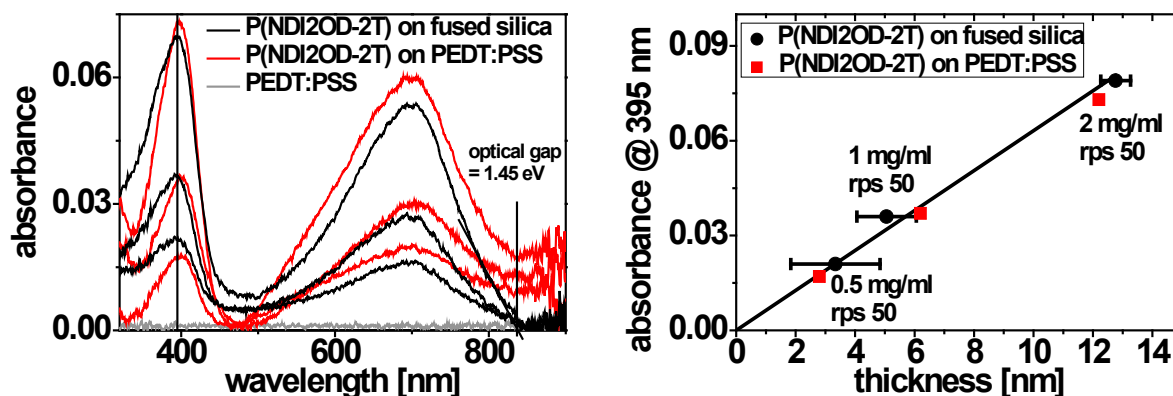 P(NDI2OD-2T) on fused silica
P(NDI2OD-2T) on PEDT:PSS
PEDT:PSS
optical gap
= 1.45 eV
absorbance
0.06
0.03
0.00
400
600
800
wavelength [nm]
P(NDI2OD-2T) on fused silica
P(NDI2OD-2T) on PEDT:PSS
2 mg/ml
rps 50
1 mg/ml
rps 50
0.5 mg/ml
rps 50
absorbance @ 395 nm
0.09
0.06
0.03
0.00
0
2
4
6
8
10
12
14
thickness [nm]